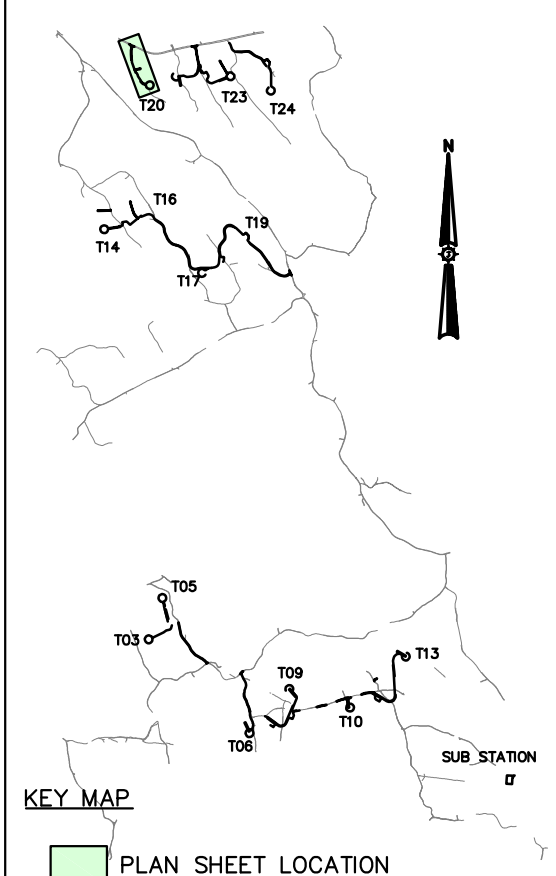 T20
T23
T24
N
T16
T14
T19
T17
T05
T03
T13
T09
T10
T06
SUB STATION
KEY MAP
PLAN SHEET LOCATION